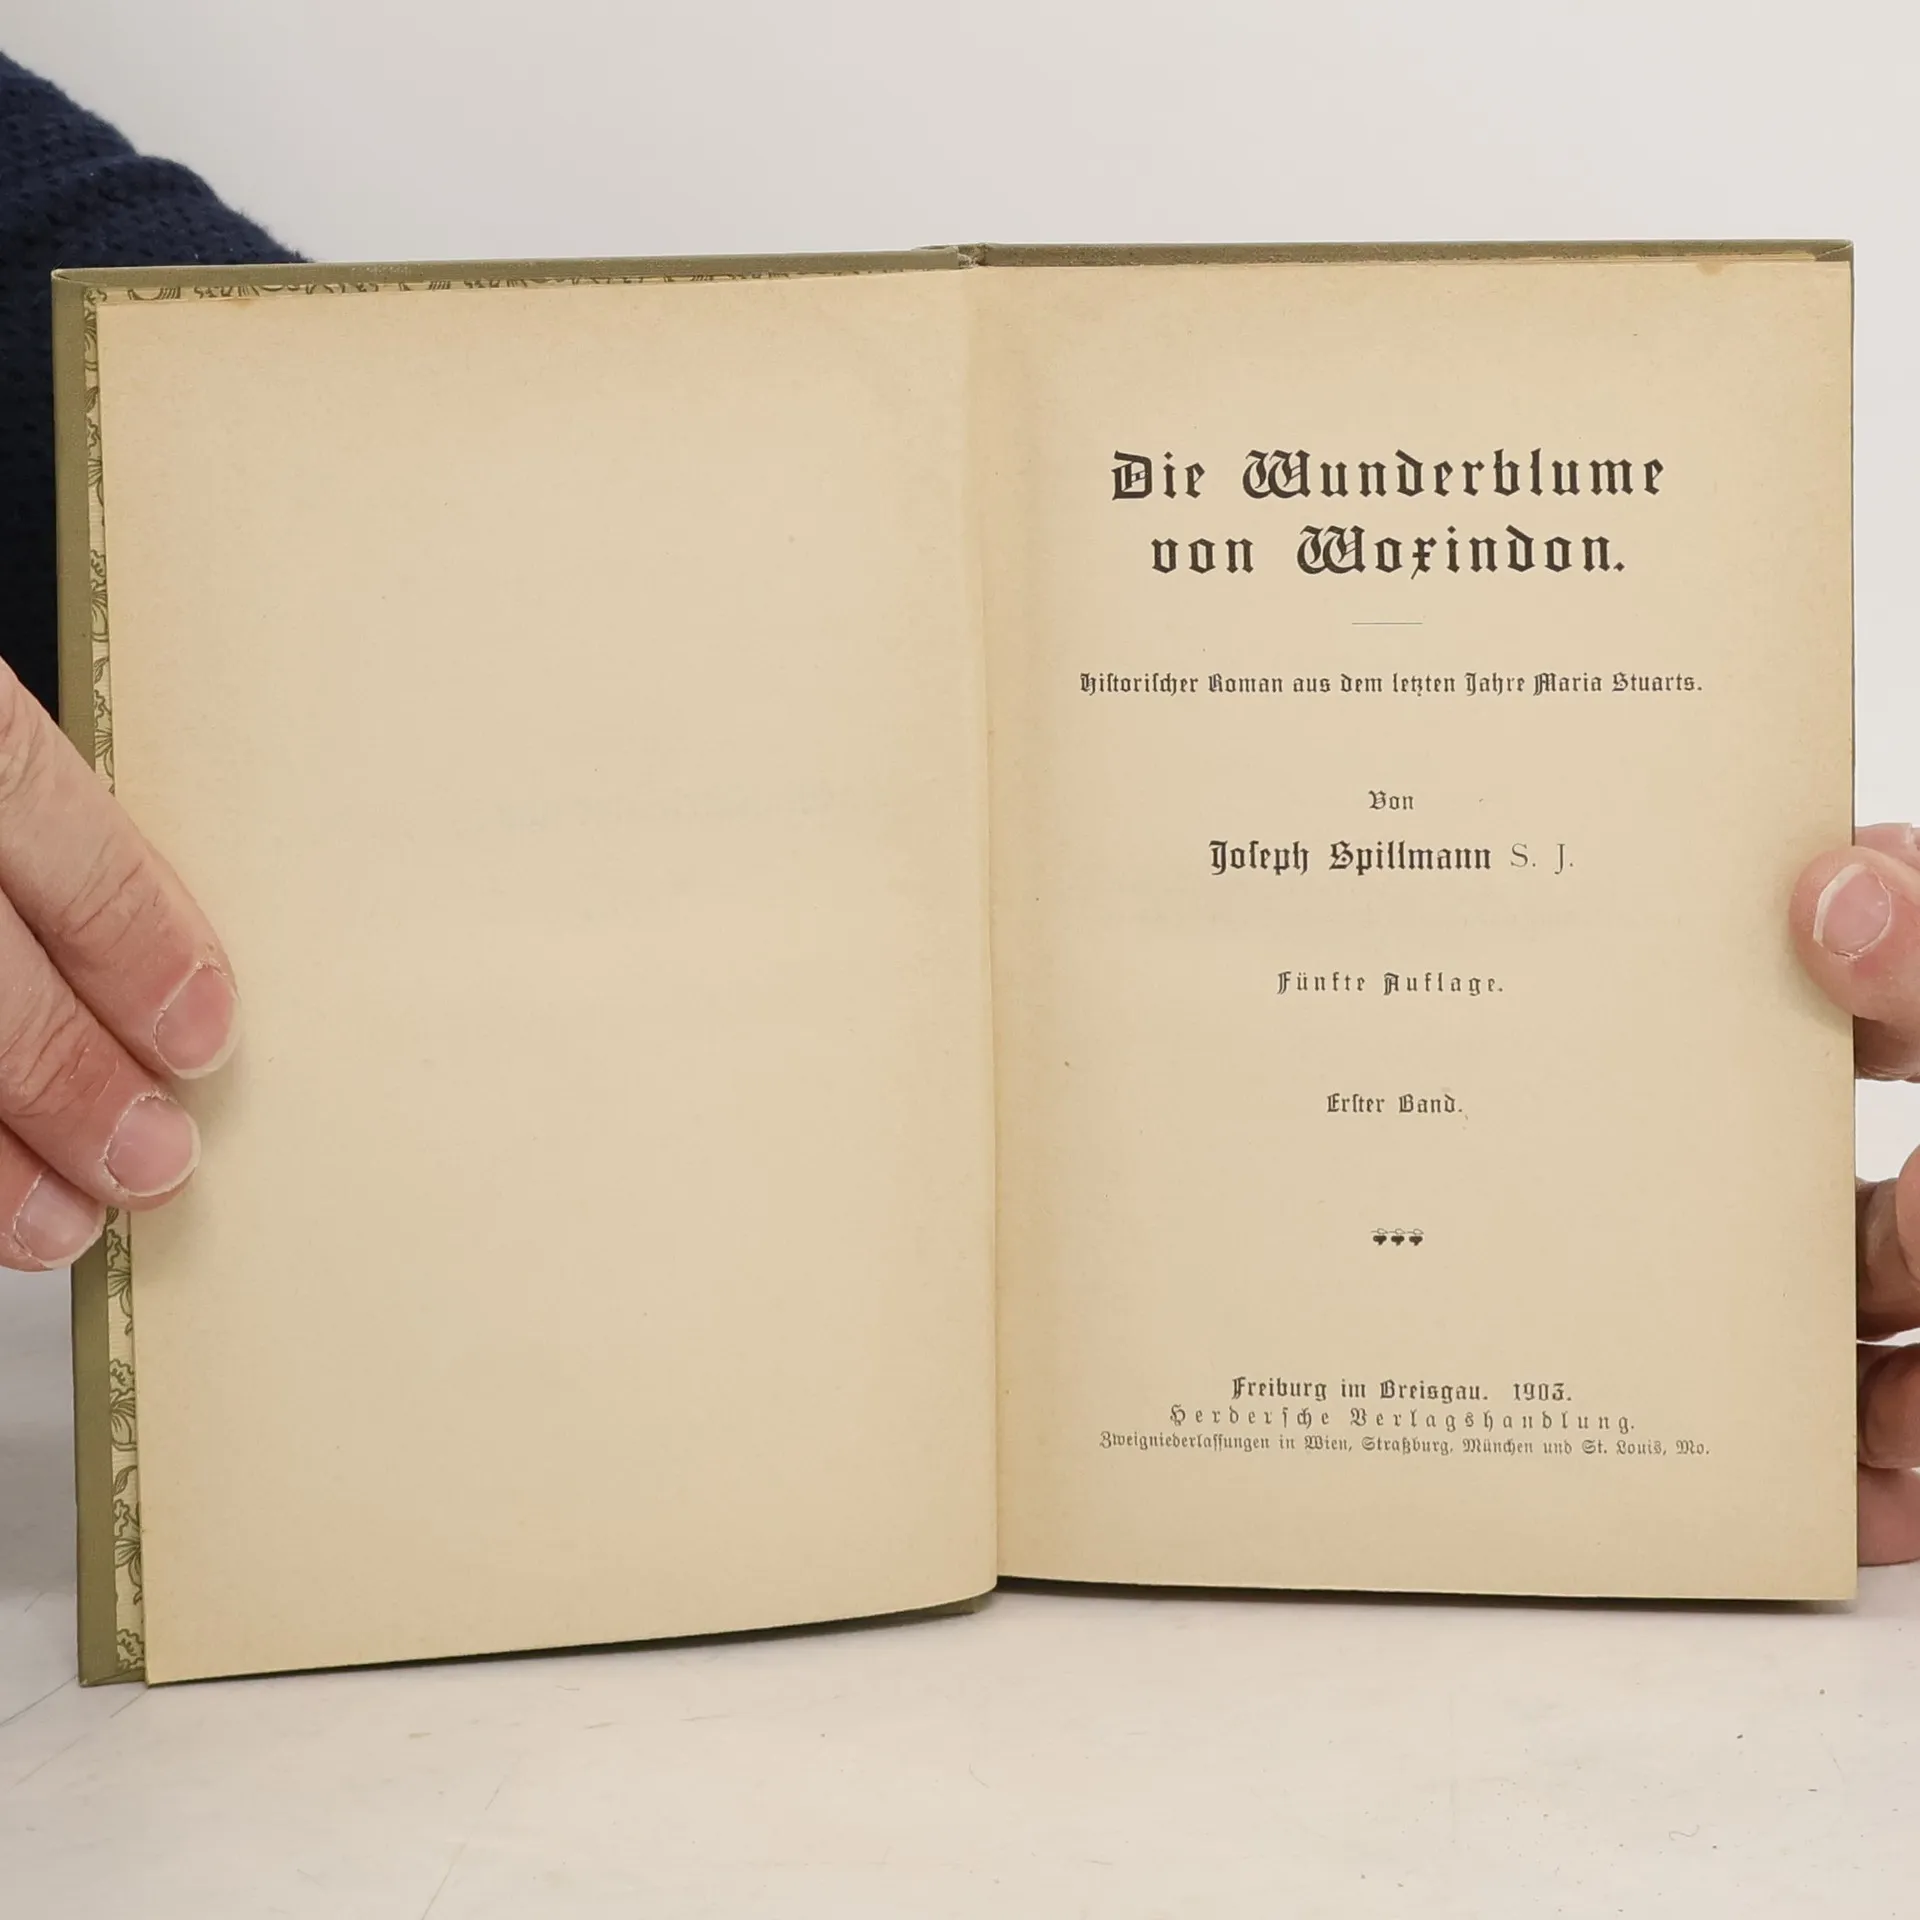 Die Wunderblume
von Woxindon.
Historischer Roman aus dem letzten Jahre Maria Stuarts.
Von
Joseph Spillmann S. J.
Fünfte Auflage.
Erster Band.
Freiburg im Breisgau. 1903.
Herdersche Verlagshandlung.
Zweigniederlassungen in Wien, Straßburg, München und St. Louis, Mo.